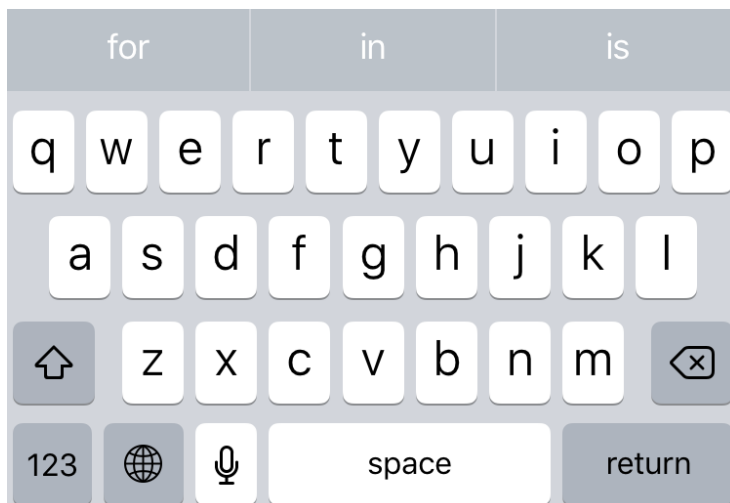 for in is
q w e r t y u i o p
a s d f g h j k l
z x c v b n m
123 space return